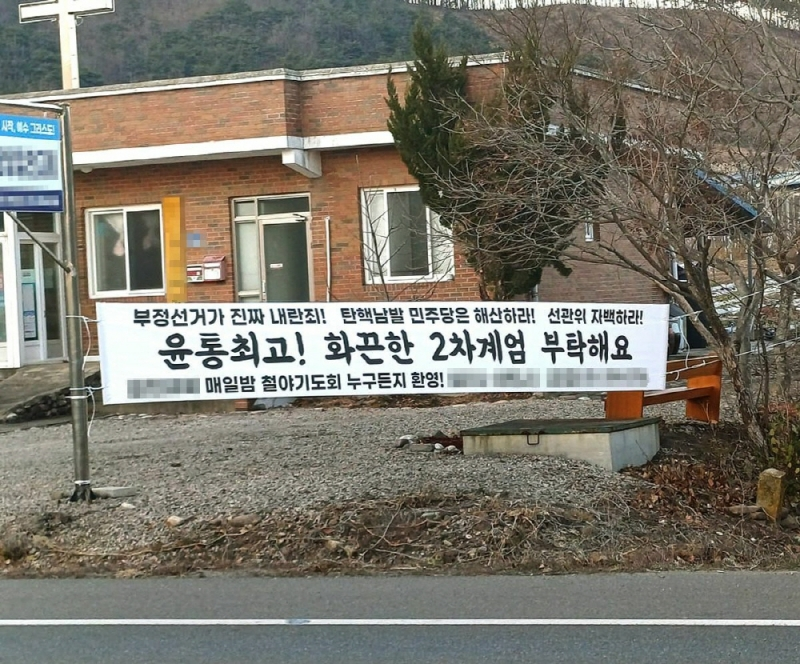 시작, 예수 그리스도!
부정선거가 진짜 내란죄! 탄핵남발 민주당은 해산하라! 선관위 자백하라!
윤통최고! 화끈한 2차계엄 부탁해요
매일밤 철야기도회 누구든지 환영!